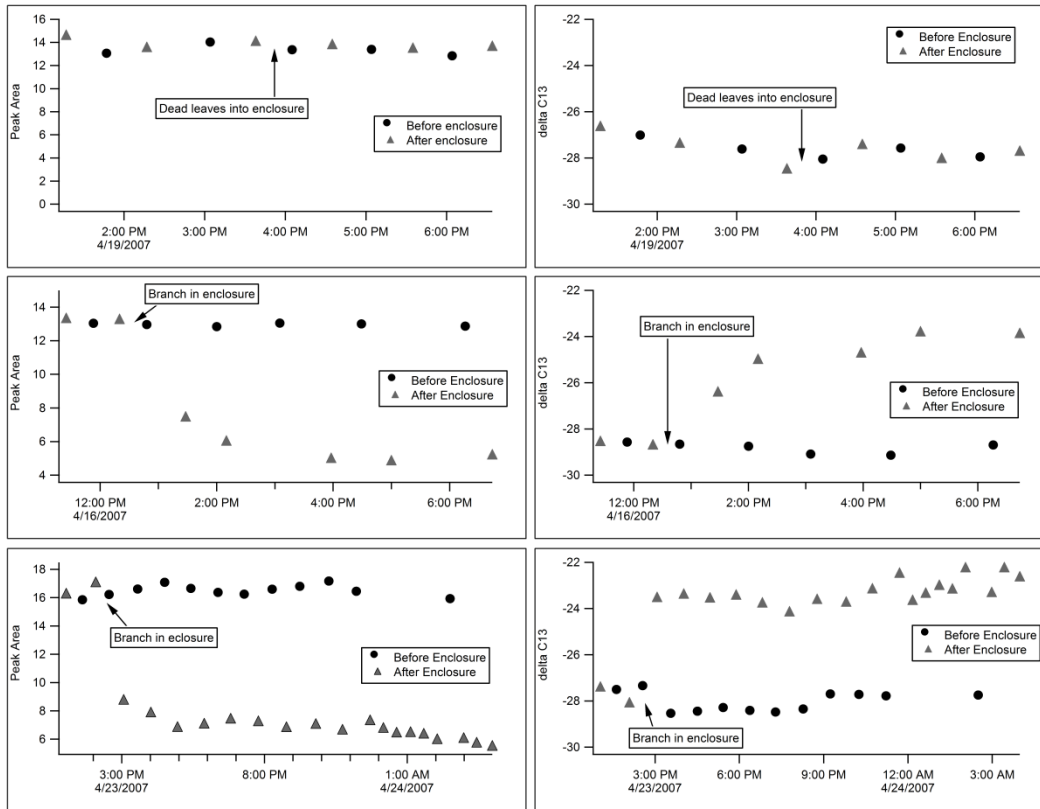 16
14
12
10
8
6
4
2
0
Peak Area
Dead leaves into enclosure
Before enclosure
After enclosure
2:00 PM 3:00 PM 4:00 PM 5:00 PM 6:00 PM
4/19/2007
-22
-24
-26
-28
-30
delta C13
Before Enclosure
After Enclosure
Dead leaves into enclosure
2:00 PM 3:00 PM 4:00 PM 5:00 PM 6:00 PM
4/19/2007
14
12
10
8
6
4
Peak Area
Branch in enclosure
Before Enclosure
After Enclosure
12:00 PM 2:00 PM 4:00 PM 6:00 PM
4/16/2007
-22
-24
-26
-28
-30
delta C13
Branch in enclosure
Before Enclosure
After Enclosure
12:00 PM 2:00 PM 4:00 PM 6:00 PM
4/16/2007
18
16
14
12
10
8
6
Peak Area
Branch in eclosure
Before Enclosure
After Enclosure
3:00 PM 8:00 PM 1:00 AM
4/23/2007 4/24/2007
-22
-24
-26
-28
-30
delta C13
Before Enclosure
After Enclosure
Branch in enclosure
3:00 PM 6:00 PM 9:00 PM 12:00 AM 3:00 AM
4/23/2007 4/24/2007